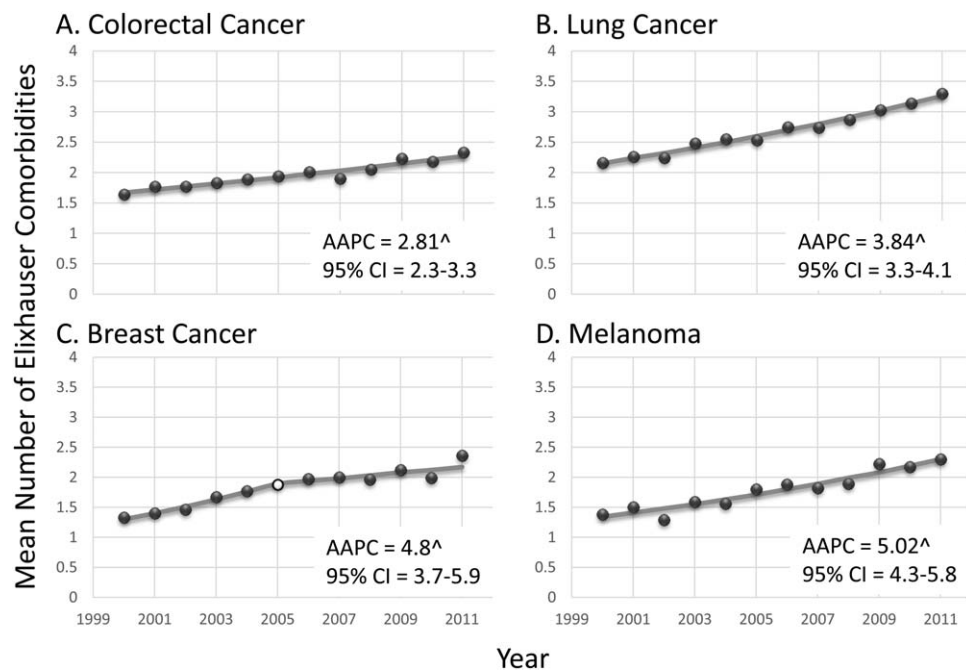 A. Colorectal Cancer
4
3.5
3
2.5
2
1.5
1
0.5
0
AAPC = 2.81^
95% CI = 2.3-3.3
B. Lung Cancer
4
3.5
3
2.5
2
1.5
1
0.5
0
AAPC = 3.84^
95% CI = 3.3-4.1
Mean Number of Elixhauser Comorbidities
C. Breast Cancer
4
3.5
3
2.5
2
1.5
1
0.5
0
AAPC = 4.8^
95% CI = 3.7-5.9
1999 2001 2003 2005 2007 2009 2011
D. Melanoma
4
3.5
3
2.5
2
1.5
1
0.5
0
AAPC = 5.02^
95% CI = 4.3-5.8
1999 2001 2003 2005 2007 2009 2011
Year